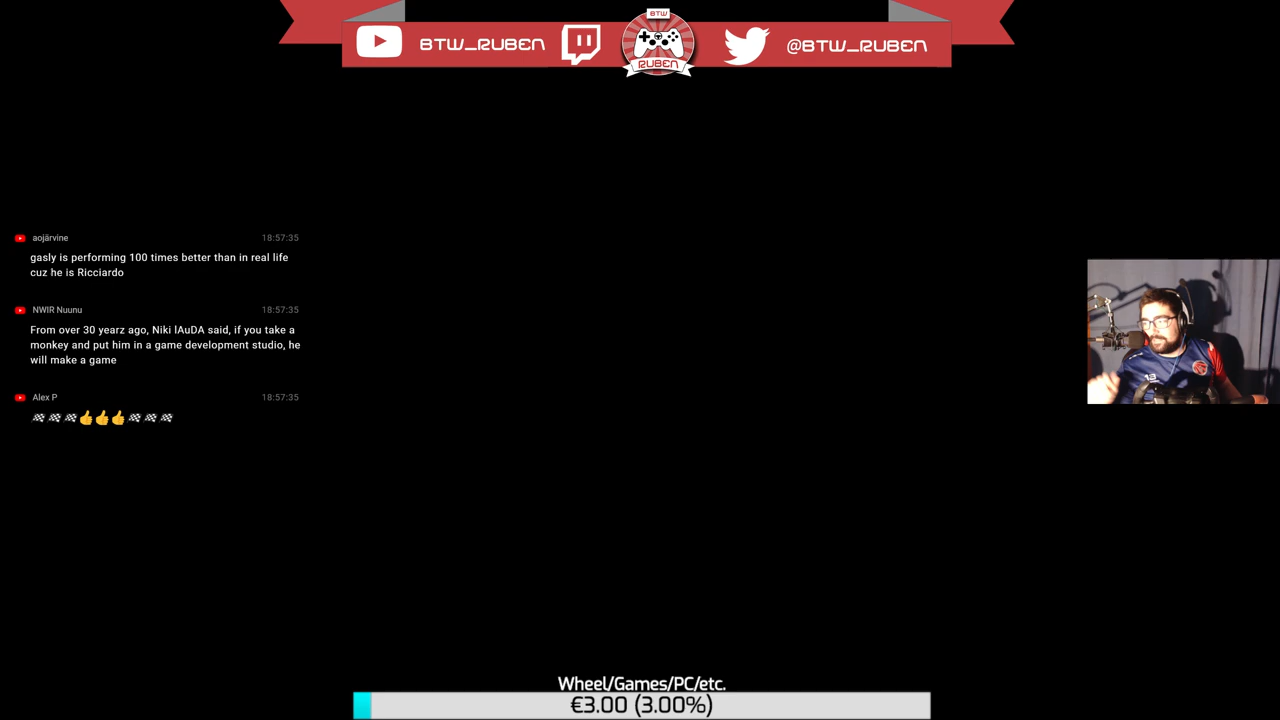 BTW_RUBEN
BTW
RUBEN
@BTW_RUBEN
aojärvine 18:57:35
gasly is performing 100 times better than in real life
cuz he is Ricciardo
NWIR Nuunu 18:57:35
From over 30 yearz ago, Niki lAuDA said, if you take a
monkey and put him in a game development studio, he
will make a game
Alex P 18:57:35
🏁🏁🏁👍👍👍🏁🏁🏁
13
Wheel/Games/PC/etc.
€3.00 (3.00%)